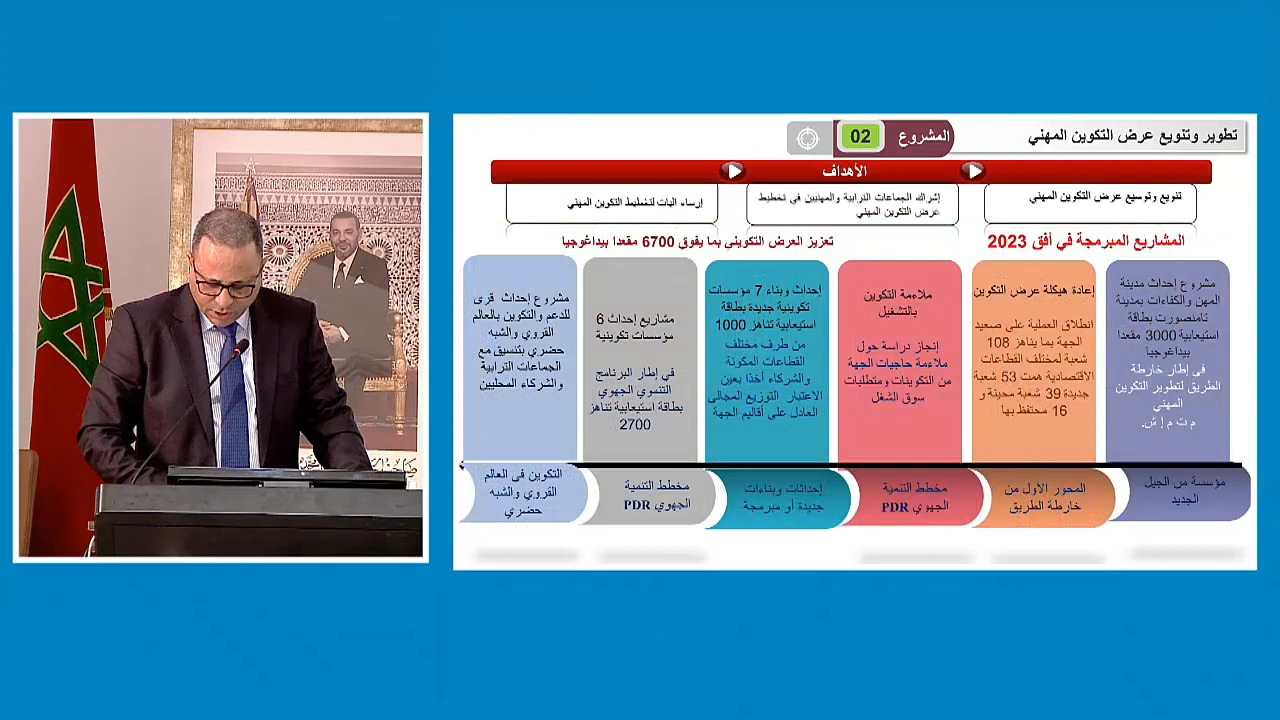 تطوير وتنويع عرض التكوين المهني
المشروع
02
الأهداف
تنويع وتوسيع عرض التكوين المهني
إشراك الجماعات الترابية والمهنيين في تخطيط
عرض التكوين المهني
إرساء اليات لتخطيط التكوين المهني
المشاريع المبرمجة في أفق 2023
تعزيز العرض التكويني بما يفوق 6700 مقعدا بيداغوجيا
مشروع إحداث مدينة
المهن والكفاءات بمدينة
تامنصورت بطاقة
استيعابية 3000 مقعدا
بيداغوجيا
في إطار خارطة
الطريق لتطوير التكوين
المهني
م ت م إ ش.
مؤسسة من الجيل
الجديد
إعادة هيكلة عرض التكوين
انطلاق العملية على صعيد
الجهة بما يناهز 108
شعبة لمختلف القطاعات
الاقتصادية همت 53 شعبة
جديدة 39 شعبة محينة و
16 محتفظ بها
المحور الأول من
خارطة الطريق
ملاءمة التكوين
بالتشغيل
إنجاز دراسة حول
ملاءمة حاجيات الجهة
من التكوينات ومتطلبات
سوق الشغل
مخطط التنمية
الجهوي PDR
إحداث وبناء 7 مؤسسات
تكوينية جديدة بطاقة
استيعابية تناهز 1000
من طرف مختلف
القطاعات المكونة
والشركاء أخذا بعين
الاعتبار التوزيع المجالي
العادل على أقاليم الجهة
إحداثات وبناءات
جديدة أو مبرمجة
مشاريع إحداث 6
مؤسسات تكوينية
في إطار البرنامج
التنموي الجهوي
بطاقة استيعابية تناهز
2700
مخطط التنمية
الجهوي PDR
مشروع إحداث قرى
للدعم والتكوين بالعالم
القروي والشبه
حضري بتنسيق مع
الجماعات الترابية
والشركاء المحليين
التكوين في العالم
القروي والشبه
حضري